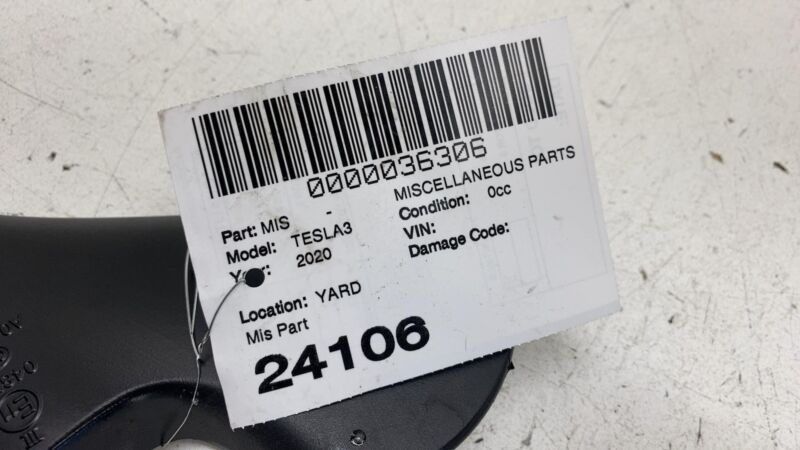 0000036306
Part: MIS - MISCELLANEOUS PARTS
Model: TESLA3 Condition: 0cc
2020 VIN:
Damage Code:
Location: YARD
Mis Part
24106